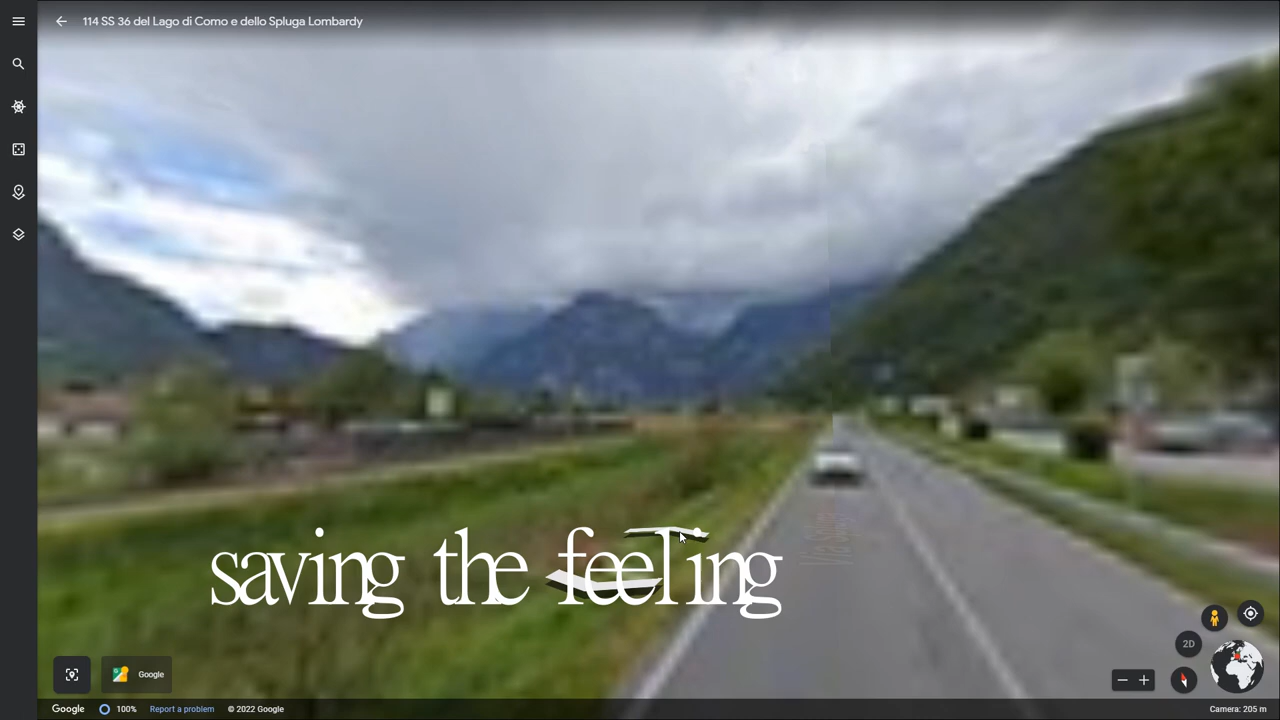 114 SS 36 del Lago di Como e dello Spluga Lombardy
saving the feeling
2D
Google
Google 100% Report a problem © 2022 Google Camera: 205 m